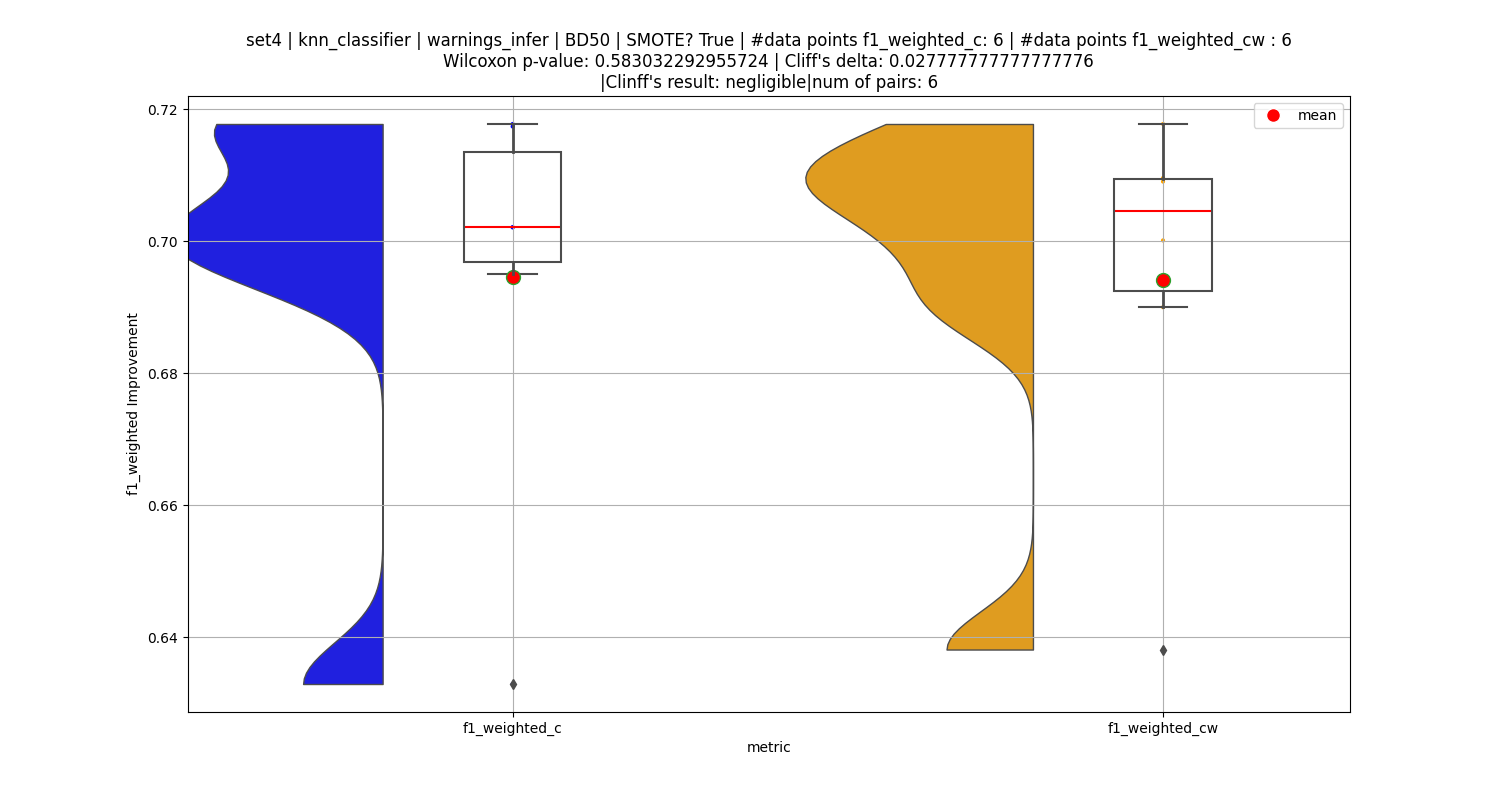 set4 | knn_classifier | warnings_infer | BD50 | SMOTE? True | #data points f1_weighted_c: 6 | #data points f1_weighted_cw : 6
Wilcoxon p-value: 0.583032292955724 | Cliff's delta: 0.027777777777777776
|Clinff's result: negligible|num of pairs: 6
mean
0.72
0.70
0.68
0.66
0.64
f1_weighted Improvement
f1_weighted_c
f1_weighted_cw
metric